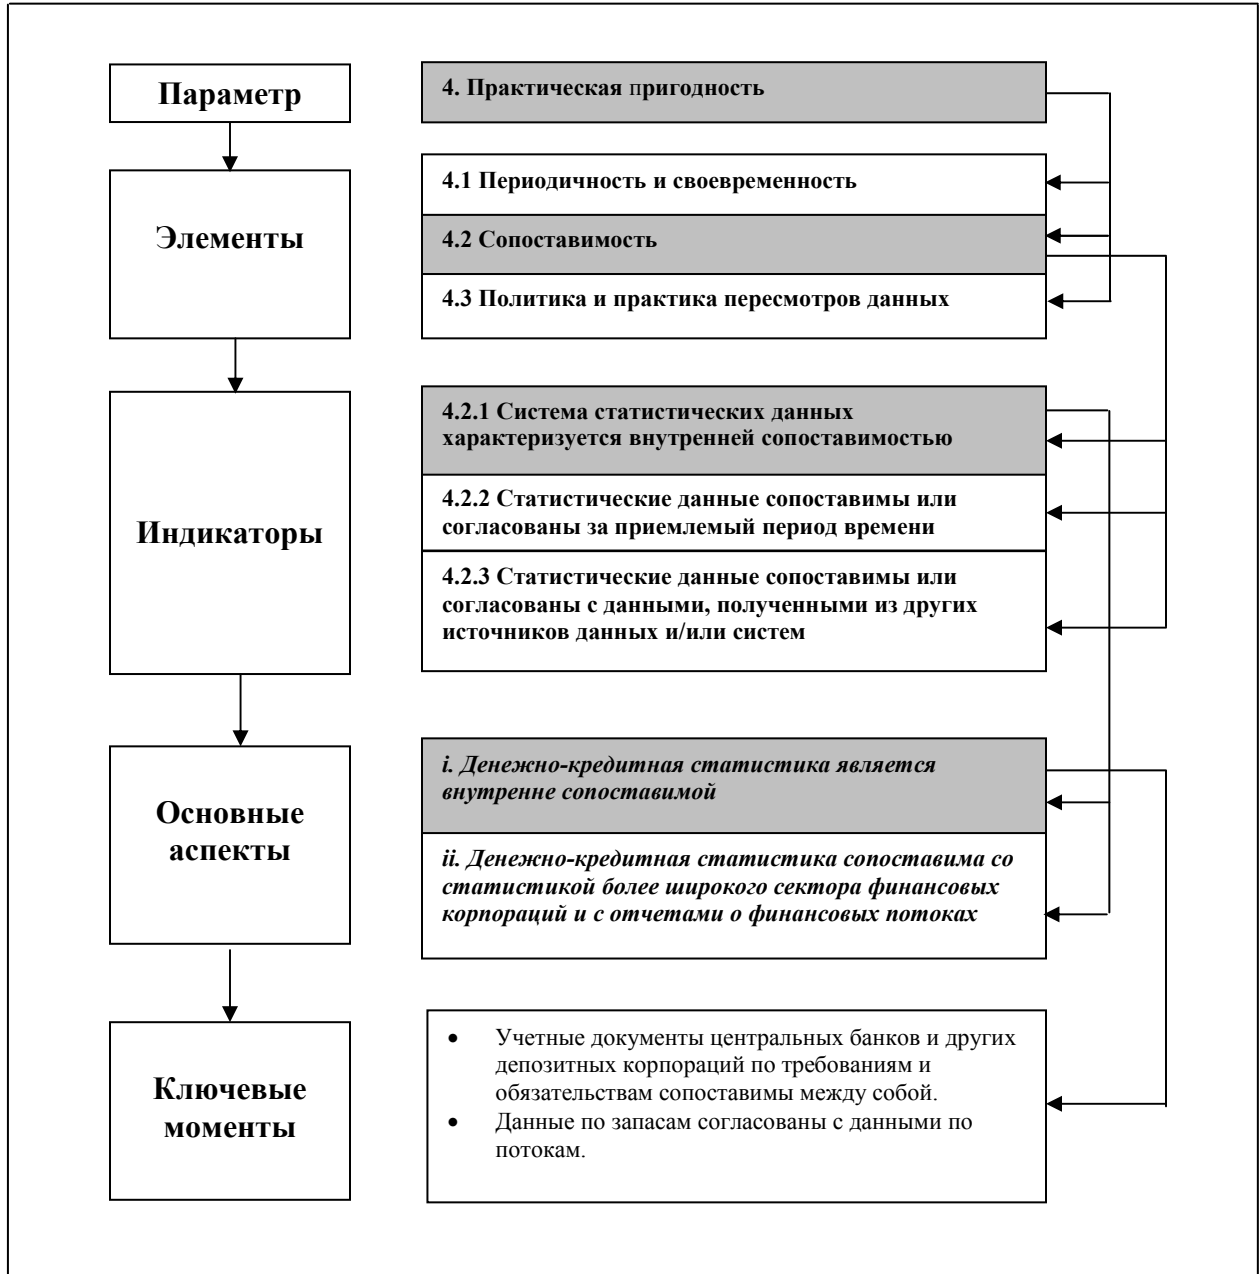 Параметр
4. Практическая пригодность
Элементы
4.1 Периодичность и своевременность
4.2 Сопоставимость
4.3 Политика и практика пересмотров данных
Индикаторы
4.2.1 Система статистических данных
характеризуется внутренней сопоставимостью
4.2.2 Статистические данные сопоставимы или
согласованы за приемлемый период времени
4.2.3 Статистические данные сопоставимы или
согласованы с данными, полученными из других
источников данных и/или систем
Основные
аспекты
i. Денежно-кредитная статистика является
внутренне сопоставимой
ii. Денежно-кредитная статистика сопоставима со
статистикой более широкого сектора финансовых
корпораций и с отчетами о финансовых потоках
Ключевые
моменты
• Учетные документы центральных банков и других
депозитных корпораций по требованиям и
обязательствам сопоставимы между собой.
• Данные по запасам согласованы с данными по
потокам.